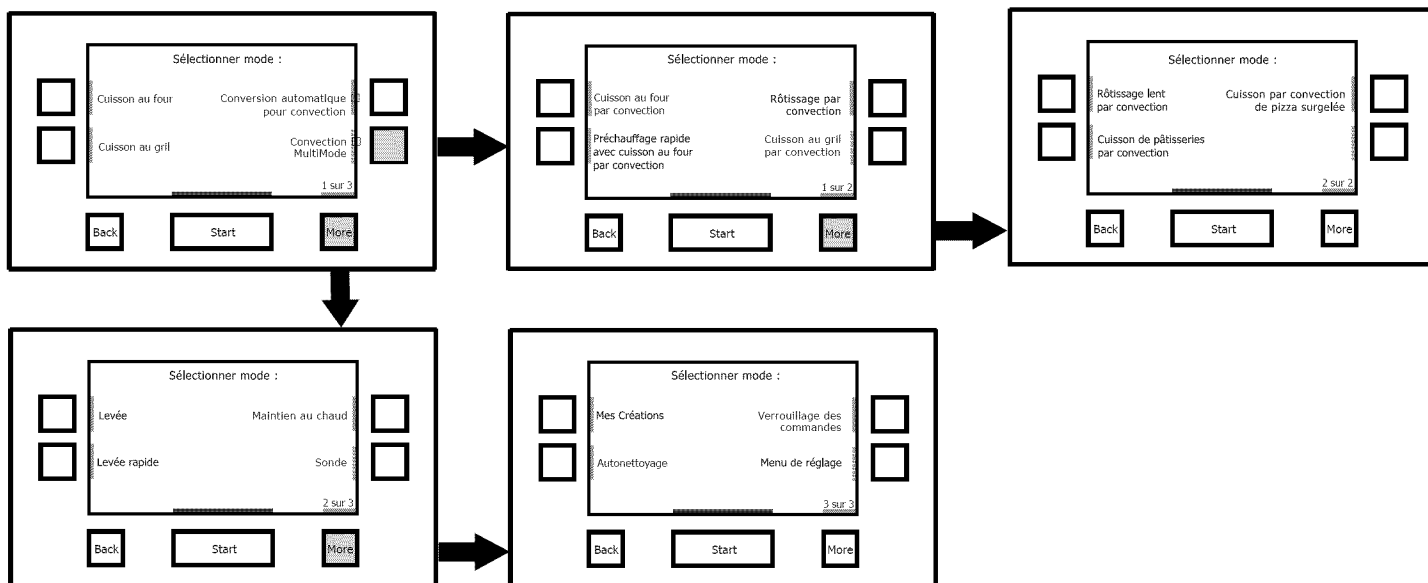 Sélectionner mode :
Cuisson au four
Conversion automatique
pour convection
Cuisson au gril
Convection
MultiMode
1 sur 3
Back
Start
More
Sélectionner mode :
Cuisson au four
par convection
Rôtissage par
convection
Préchauffage rapide
avec cuisson au four
par convection
Cuisson au gril
par convection
1 sur 2
Back
Start
More
Sélectionner mode :
Rôtissage lent
par convection
Cuisson par convection
de pizza surgelée
Cuisson de pâtisseries
par convection
2 sur 2
Back
Start
More
Sélectionner mode :
Levée
Maintien au chaud
Levée rapide
Sonde
2 sur 3
Back
Start
More
Sélectionner mode :
Mes Créations
Verrouillage des
commandes
Autonettoyage
Menu de réglage
3 sur 3
Back
Start
More